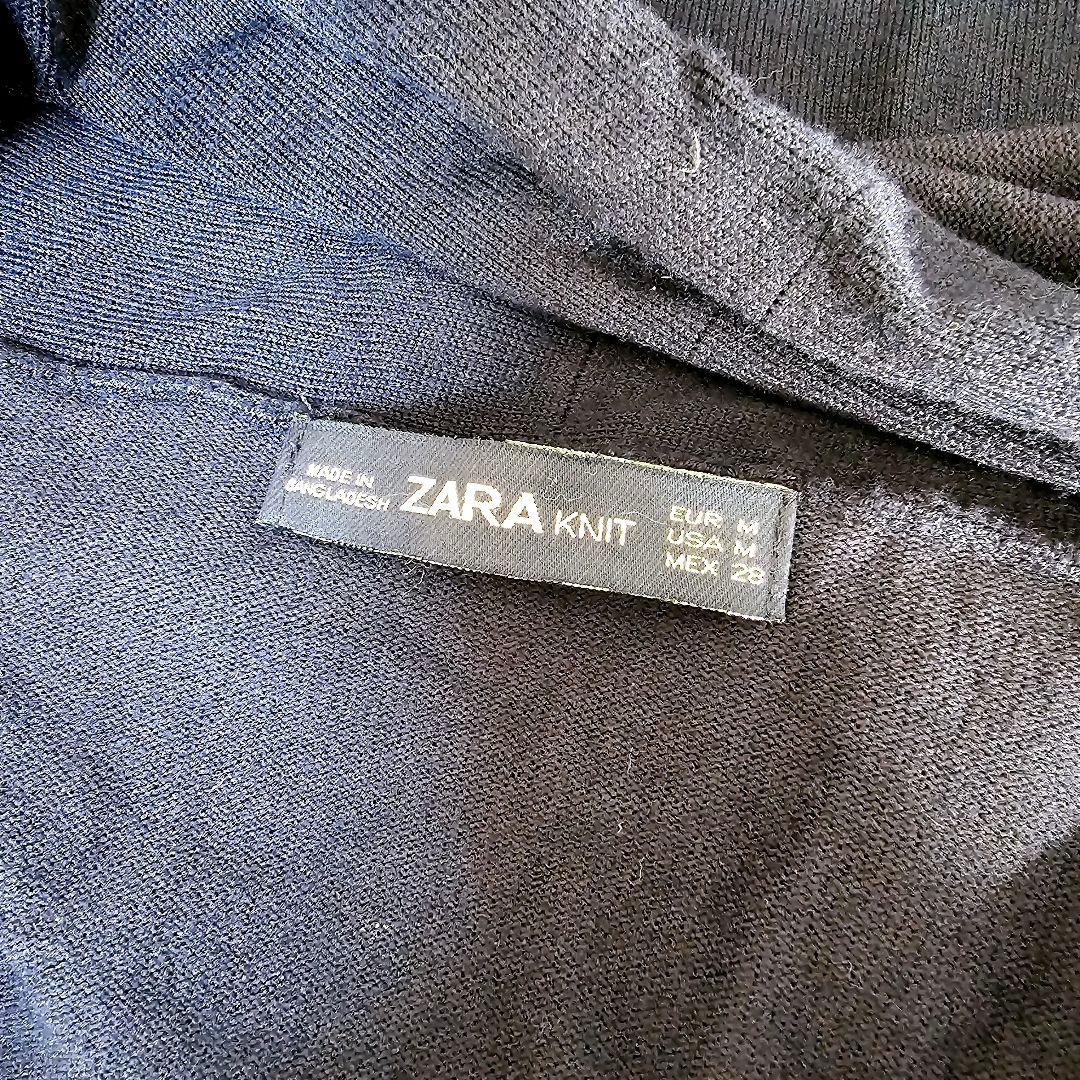 MADE IN
BANGLADESH
ZARA KNIT
EUR M
USA M
MEX 28